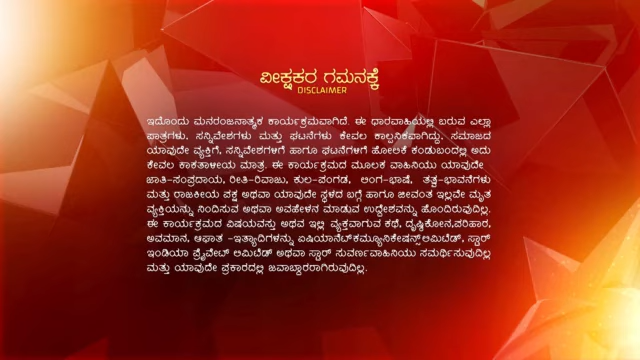 ವೀಕ್ಷಕರ ಗಮನಕ್ಕೆ
DISCLAIMER
ಇದೊಂದು ಮನರಂಜನಾತ್ಮಕ ಕಾರ್ಯಕ್ರಮವಾಗಿದೆ. ಈ ಧಾರವಾಹಿಯಲ್ಲಿ ಬರುವ ಎಲ್ಲಾ
ಪಾತ್ರಗಳು, ಸನ್ನಿವೇಶಗಳು ಮತ್ತು ಘಟನೆಗಳು ಕೇವಲ ಕಾಲ್ಪನಿಕವಾಗಿದ್ದು, ಸಮಾಜದ
ಯಾವುದೇ ವ್ಯಕ್ತಿಗೆ, ಸನ್ನಿವೇಶಗಳಿಗೆ ಹಾಗೂ ಘಟನೆಗಳಿಗೆ ಹೋಲಿಕೆ ಕಂಡುಬಂದಲ್ಲಿ ಅದು
ಕೇವಲ ಕಾಕತಾಳೀಯ ಮಾತ್ರ. ಈ ಕಾರ್ಯಕ್ರಮದ ಮೂಲಕ ವಾಹಿನಿಯು ಯಾವುದೇ
ಜಾತಿ-ಸಂಪ್ರದಾಯ, ರೀತಿ-ರಿವಾಜು, ಕುಲ-ಪಂಗಡ, ಲಿಂಗ-ಭಾಷೆ, ತತ್ವ-ಭಾವನೆಗಳು
ಮತ್ತು ರಾಜಕೀಯ ಪಕ್ಷ ಅಥವಾ ಯಾವುದೇ ಸ್ಥಳದ ಬಗ್ಗೆ ಹಾಗೂ ಜೀವಂತ ಇಲ್ಲವೇ ಮೃತ
ವ್ಯಕ್ತಿಯನ್ನು ನಿಂದಿಸುವ ಅಥವಾ ಅವಹೇಳನ ಮಾಡುವ ಉದ್ದೇಶವನ್ನು ಹೊಂದಿರುವುದಿಲ್ಲ.
ಈ ಕಾರ್ಯಕ್ರಮದ ವಿಷಯವಸ್ತು ಅಥವ ಇಲ್ಲಿ ವ್ಯಕ್ತವಾಗುವ ಕಥೆ, ದೃಷ್ಟಿಕೋನ,ಪರಿಹಾರ,
ಅವಮಾನ, ಆಘಾತ -ಇತ್ಯಾದಿಗಳನ್ನು ಏಷಿಯಾನೆಟ್‌ಕಮ್ಯೂನಿಕೇಷನ್ಸ್‌ಲಿಮಿಟೆಡ್, ಸ್ಟಾರ್
ಇಂಡಿಯಾ ಪ್ರೈವೇಟ್ ಲಿಮಿಟೆಡ್ ಅಥವಾ ಸ್ಟಾರ್ ಸುವರ್ಣವಾಹಿನಿಯು ಸಮರ್ಥಿಸುವುದಿಲ್ಲ
ಮತ್ತು ಯಾವುದೇ ಪ್ರಕಾರದಲ್ಲಿ ಜವಾಬ್ದಾರರಾಗಿರುವುದಿಲ್ಲ.